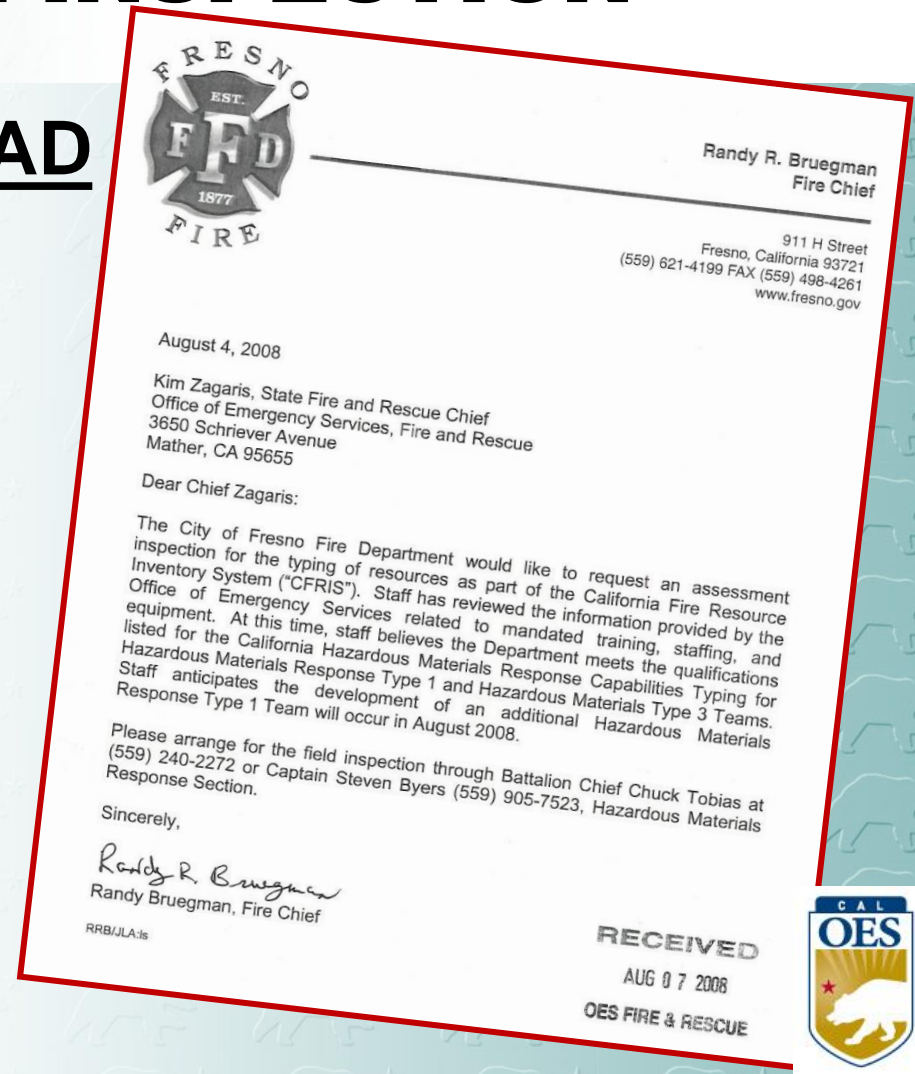 INSPECTION
AD
FRESNO
EST.
FFD
1877
FIRE
Randy R. Bruegman
Fire Chief
911 H Street
Fresno, California 93721
(559) 621-4199 FAX (559) 498-4261
www.fresno.gov
August 4, 2008
Kim Zagaris, State Fire and Rescue Chief
Office of Emergency Services, Fire and Rescue
3650 Schriever Avenue
Mather, CA 95655
Dear Chief Zagaris:
The City of Fresno Fire Department would like to request an assessment
inspection for the typing of resources as part of the California Fire Resource
Inventory System ("CFRIS"). Staff has reviewed the information provided by the
Office of Emergency Services related to mandated training, staffing, and
equipment. At this time, staff believes the Department meets the qualifications
listed for the California Hazardous Materials Response Capabilities Typing for
Hazardous Materials Response Type 1 and Hazardous Materials Type 3 Teams.
Staff anticipates the development of an additional Hazardous Materials
Response Type 1 Team will occur in August 2008.
Please arrange for the field inspection through Battalion Chief Chuck Tobias at
(559) 240-2272 or Captain Steven Byers (559) 905-7523, Hazardous Materials
Response Section.
Sincerely,
Randy R. Bruegman
Randy Bruegman, Fire Chief
RRB/JLA:ls
RECEIVED
AUG 07 2008
OES FIRE & RESCUE
CAL
OES